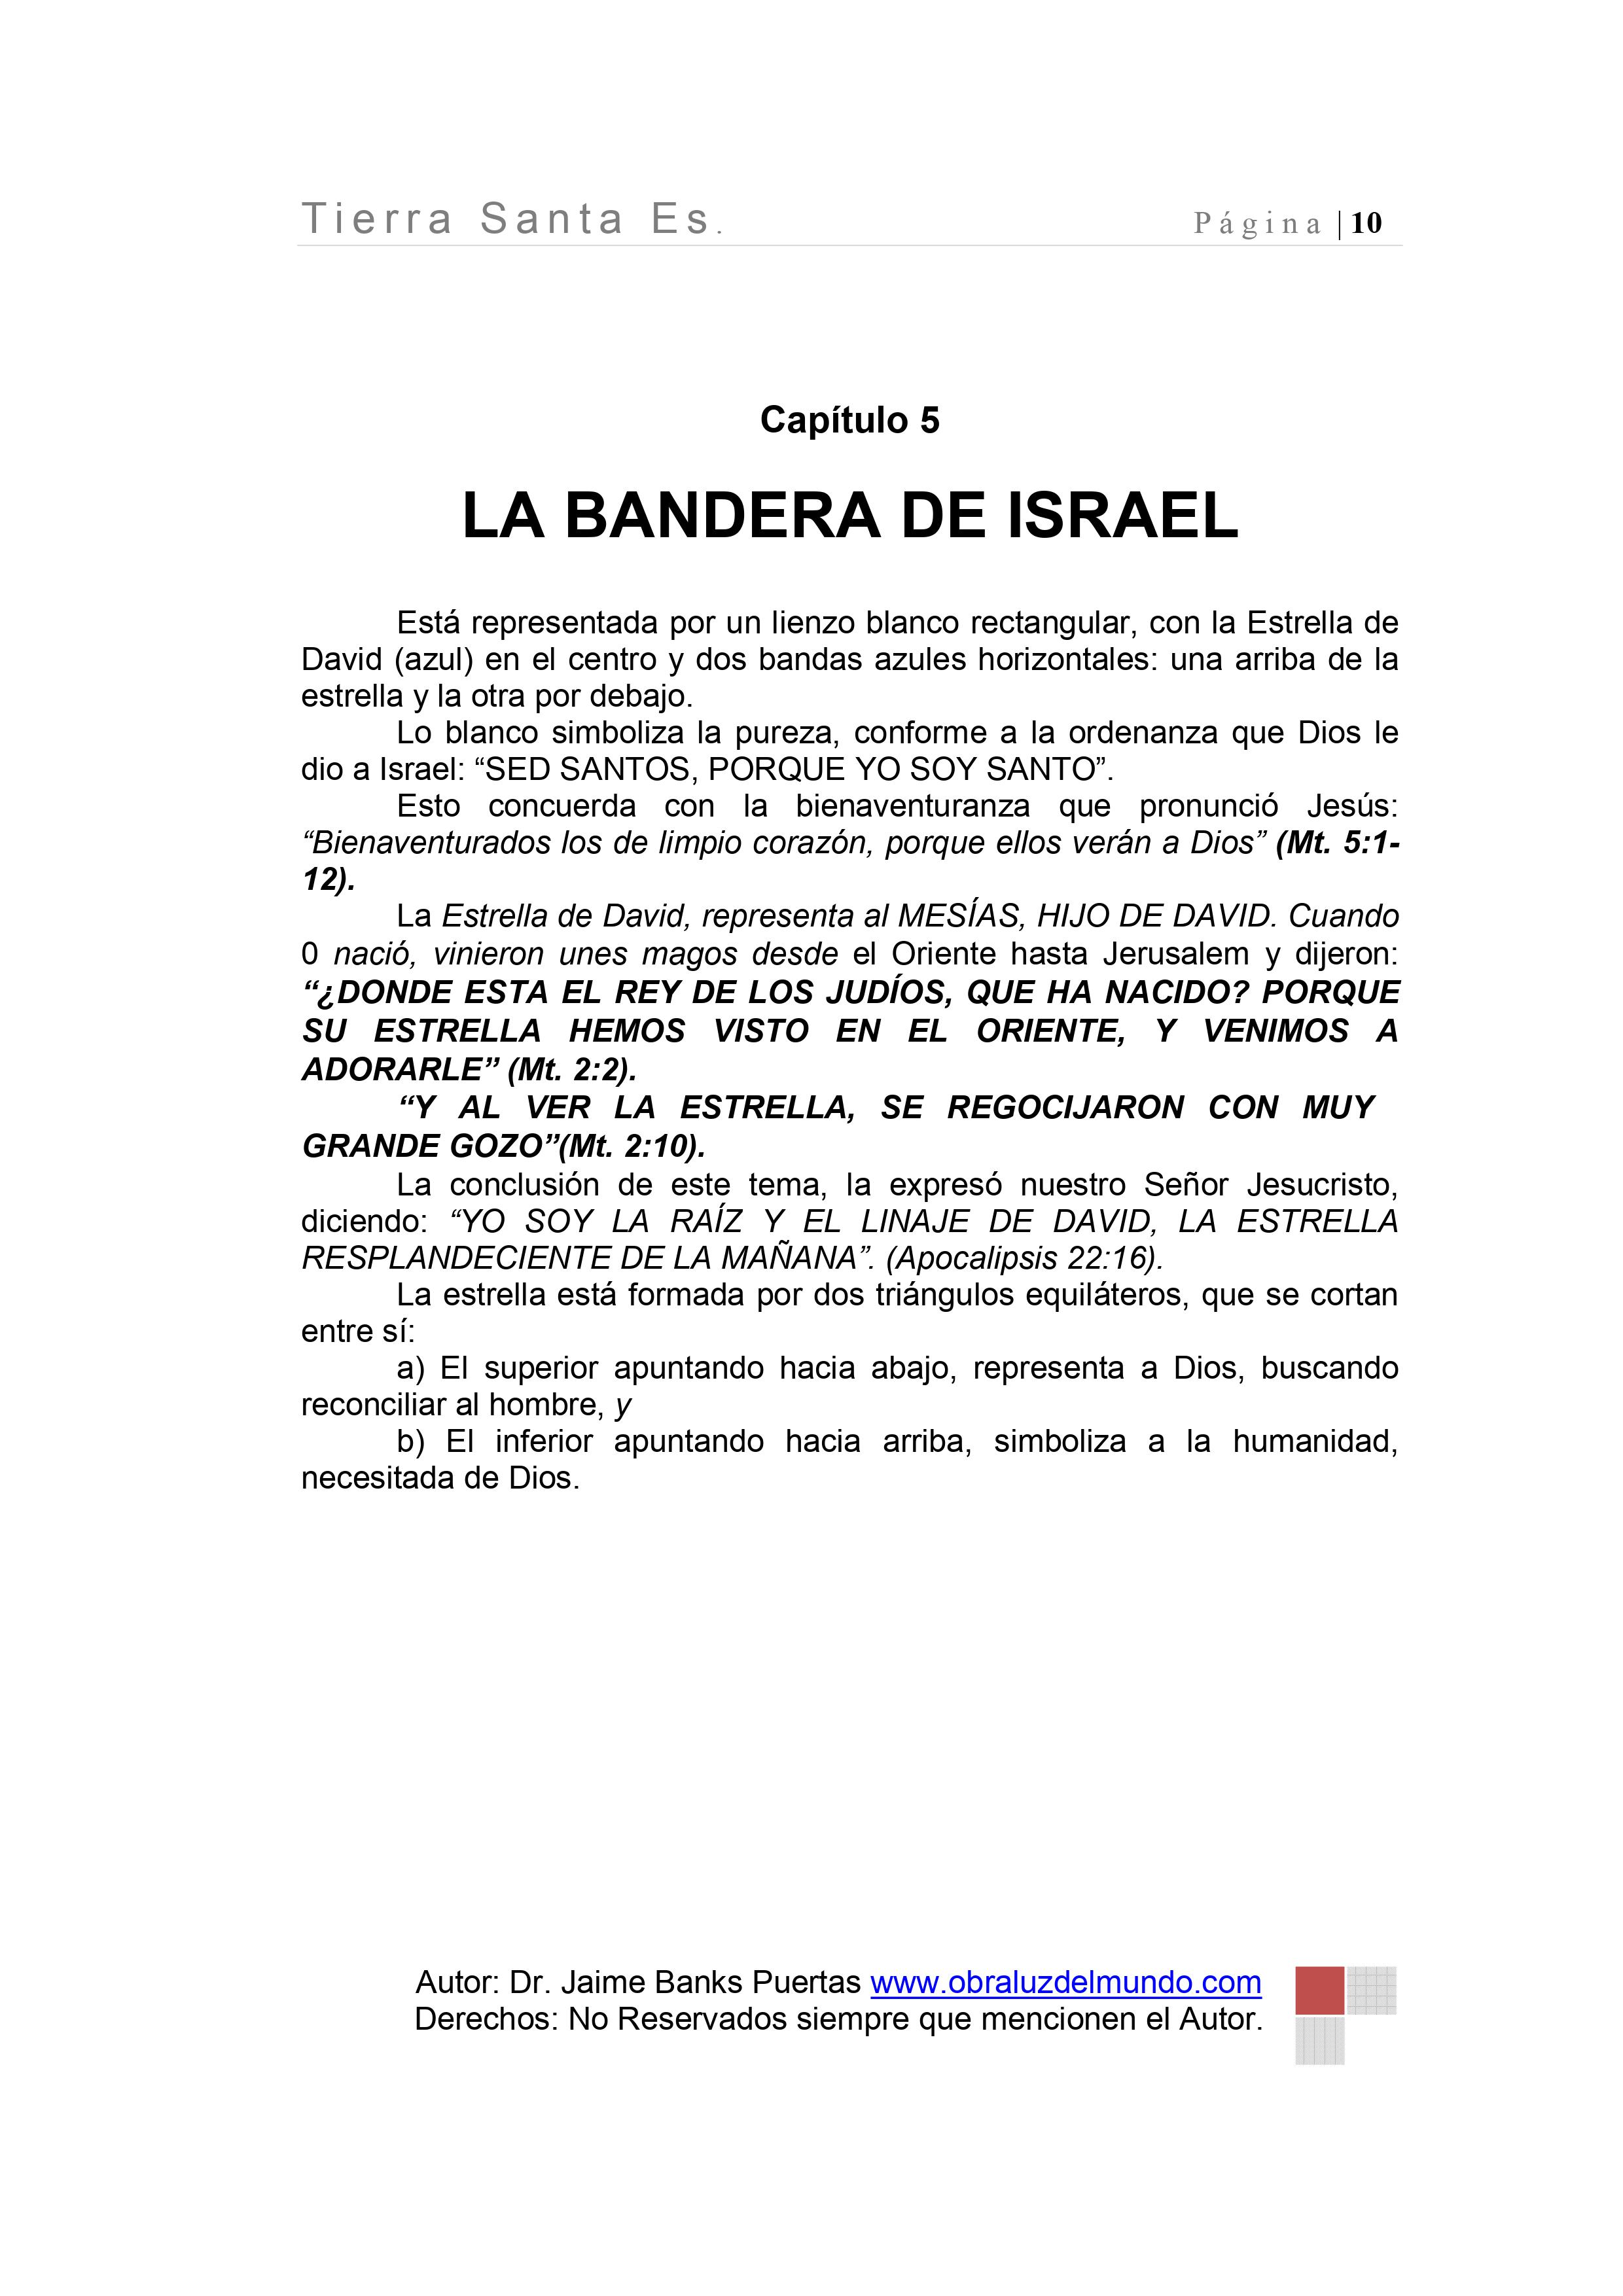 Tierra Santa Es. Página | 10
Capítulo 5
LA BANDERA DE ISRAEL
Está representada por un lienzo blanco rectangular, con la Estrella de
David (azul) en el centro y dos bandas azules horizontales: una arriba de la
estrella y la otra por debajo.
Lo blanco simboliza la pureza, conforme a la ordenanza que Dios le
dio a Israel: “SED SANTOS, PORQUE YO SOY SANTO”.
Esto concuerda con la bienaventuranza que pronunció Jesús:
“Bienaventurados los de limpio corazón, porque ellos verán a Dios” (Mt. 5:1-
12).
La Estrella de David, representa al MESÍAS, HIJO DE DAVID. Cuando
0 nació, vinieron unes magos desde el Oriente hasta Jerusalem y dijeron:
“¿DONDE ESTA EL REY DE LOS JUDÍOS, QUE HA NACIDO? PORQUE
SU ESTRELLA HEMOS VISTO EN EL ORIENTE, Y VENIMOS A
ADORARLE” (Mt. 2:2).
“Y AL VER LA ESTRELLA, SE REGOCIJARON CON MUY
GRANDE GOZO”(Mt. 2:10).
La conclusión de este tema, la expresó nuestro Señor Jesucristo,
diciendo: “YO SOY LA RAÍZ Y EL LINAJE DE DAVID, LA ESTRELLA
RESPLANDECIENTE DE LA MAÑANA”. (Apocalipsis 22:16).
La estrella está formada por dos triángulos equiláteros, que se cortan
entre sí:
a) El superior apuntando hacia abajo, representa a Dios, buscando
reconciliar al hombre, y
b) El inferior apuntando hacia arriba, simboliza a la humanidad,
necesitada de Dios.
Autor: Dr. Jaime Banks Puertas www.obraluzdelmundo.com
Derechos: No Reservados siempre que mencionen el Autor.